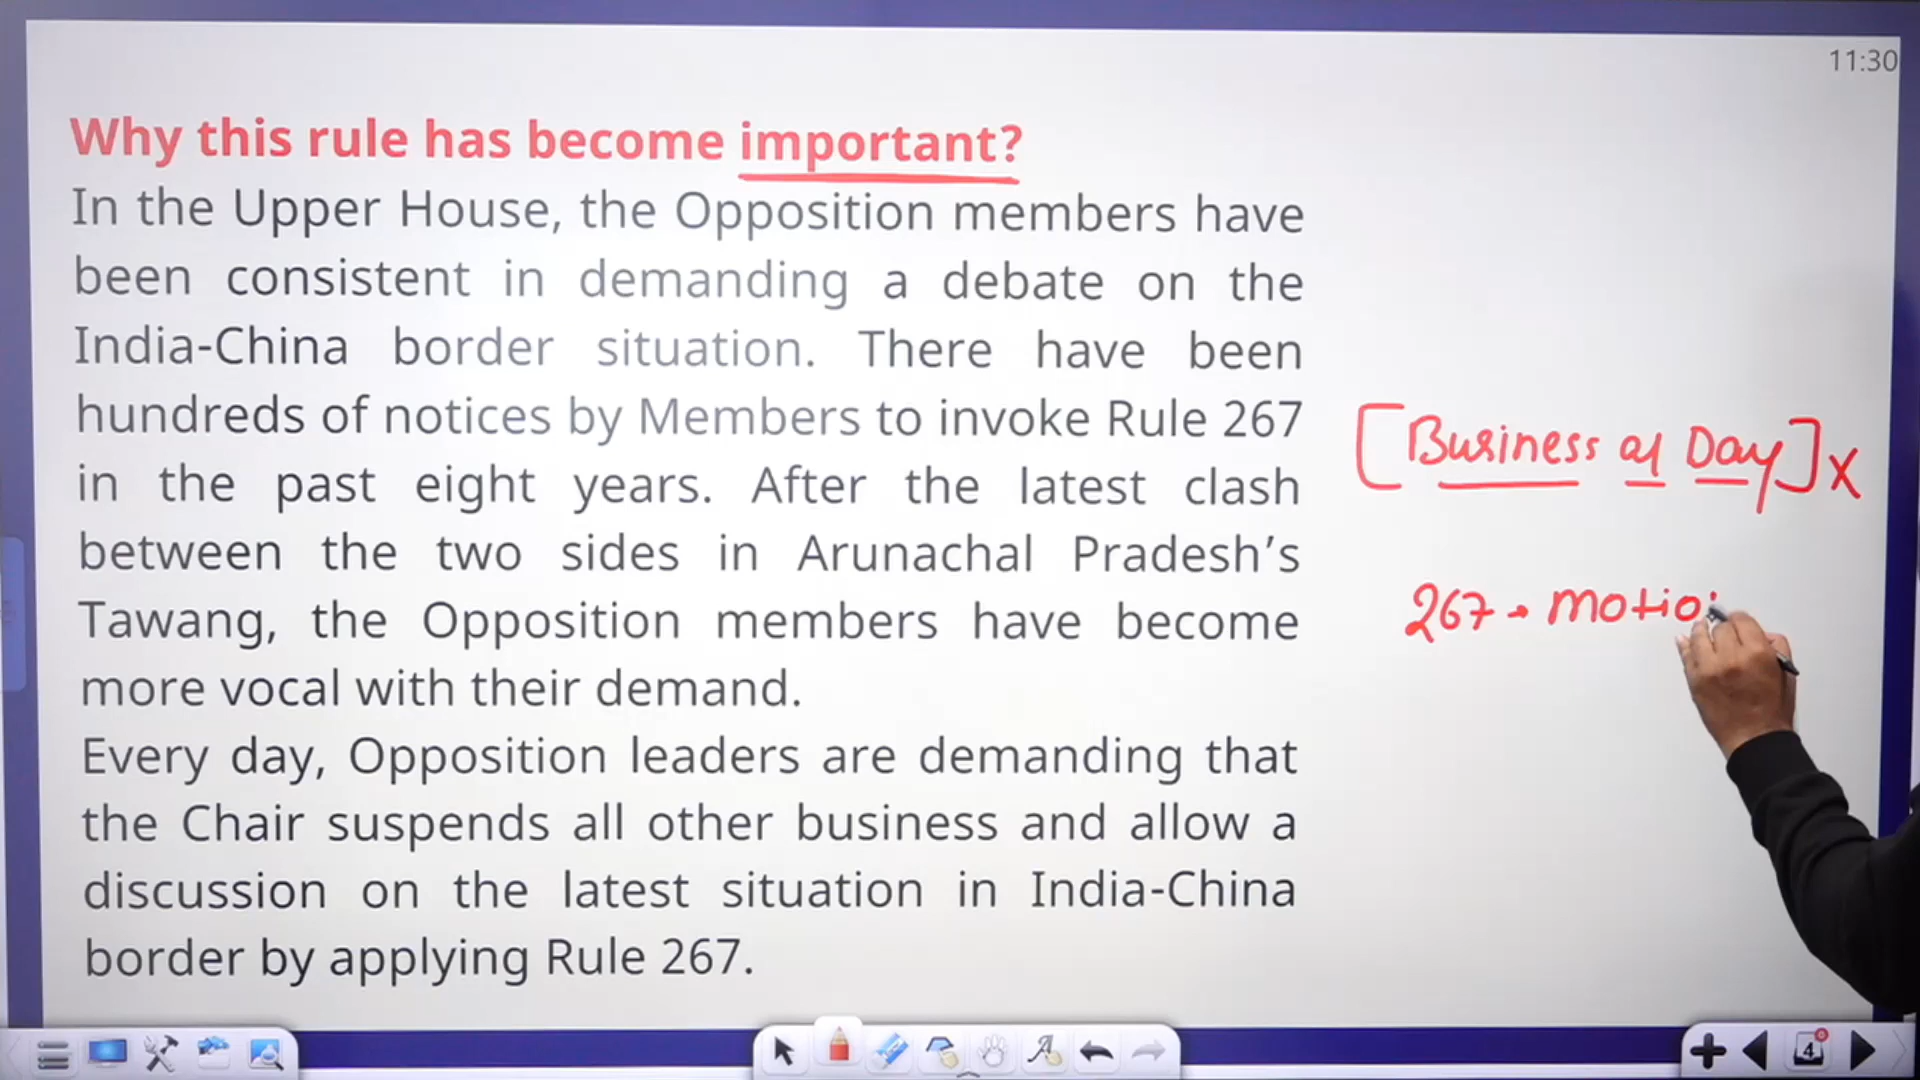 11:30
Why this rule has become important?
In the Upper House, the Opposition members have
been consistent in demanding a debate on the
India-China border situation. There have been
hundreds of notices by Members to invoke Rule 267
in the past eight years. After the latest clash
between the two sides in Arunachal Pradesh’s
Tawang, the Opposition members have become
more vocal with their demand.
Every day, Opposition leaders are demanding that
the Chair suspends all other business and allow a
discussion on the latest situation in India-China
border by applying Rule 267.
[Business of Day] X
267 - Motio
4